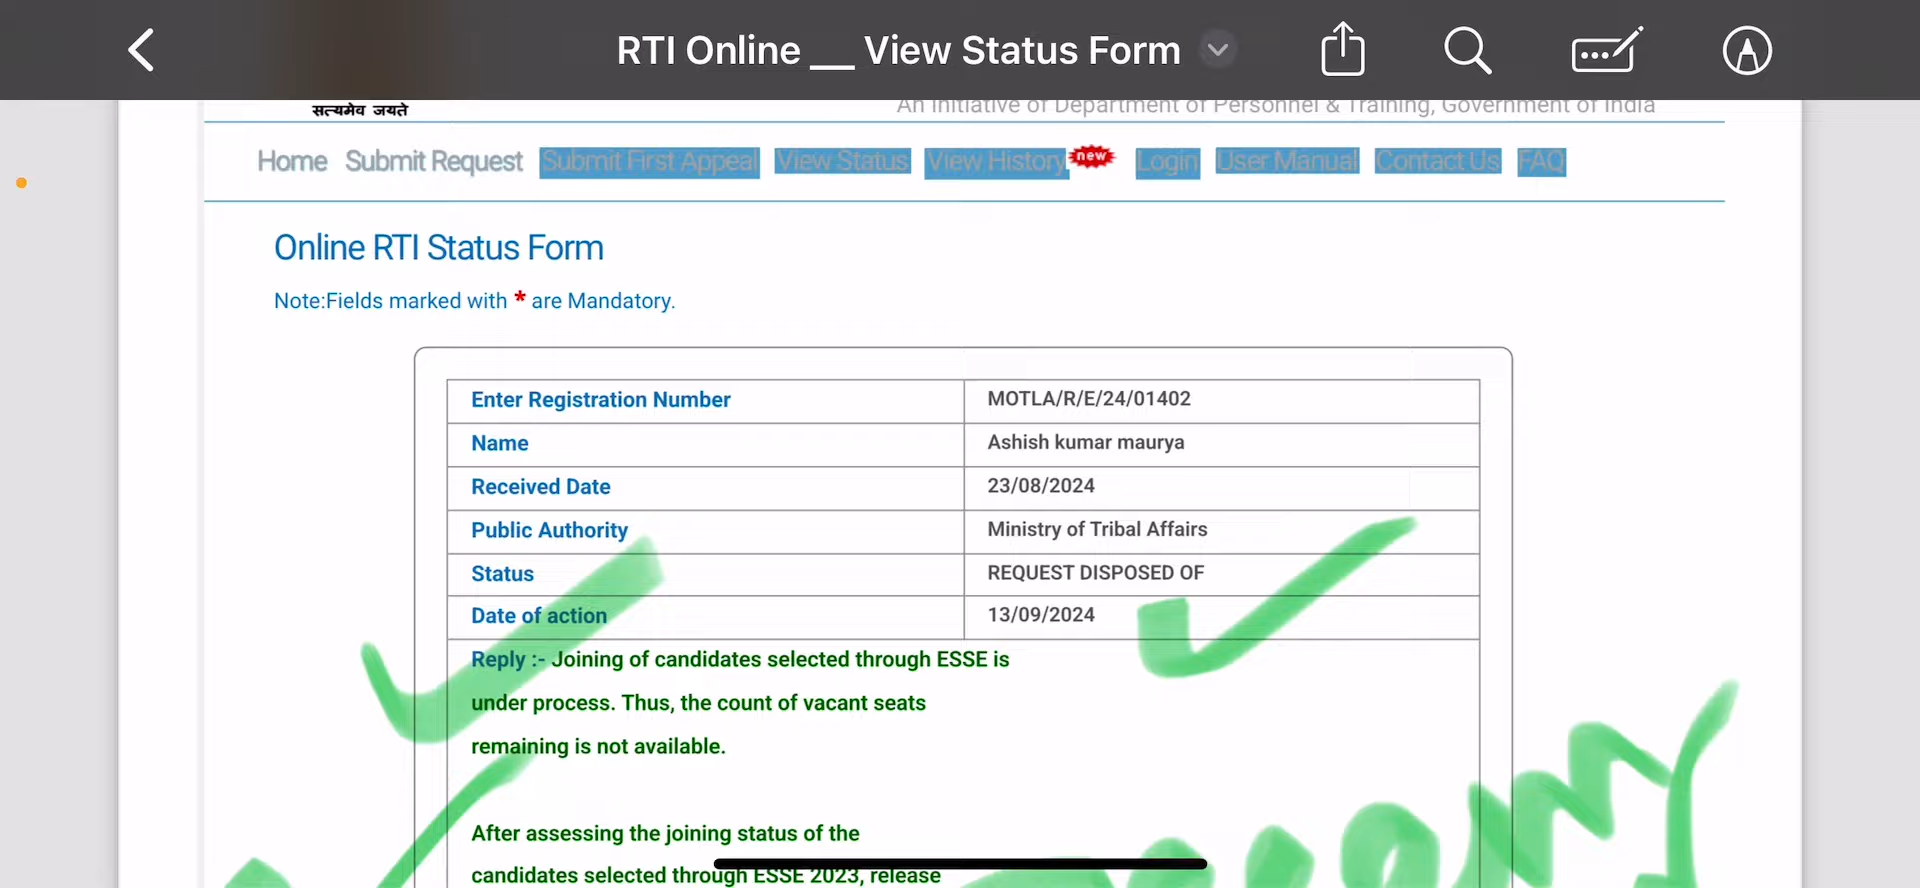 RTI Online __ View Status Form
सत्यमेव जयते
An Initiative of Department of Personnel & Training, Government of India
Home Submit Request Submit First Appeal View Status View History new Login User Manual Contact Us FAQ
Online RTI Status Form
Note:Fields marked with * are Mandatory.
Enter Registration Number MOTLA/R/E/24/01402
Name Ashish kumar maurya
Received Date 23/08/2024
Public Authority Ministry of Tribal Affairs
Status REQUEST DISPOSED OF
Date of action 13/09/2024
Reply :- Joining of candidates selected through ESSE is
under process. Thus, the count of vacant seats
remaining is not available.
After assessing the joining status of the
candidates selected through ESSE 2023, release